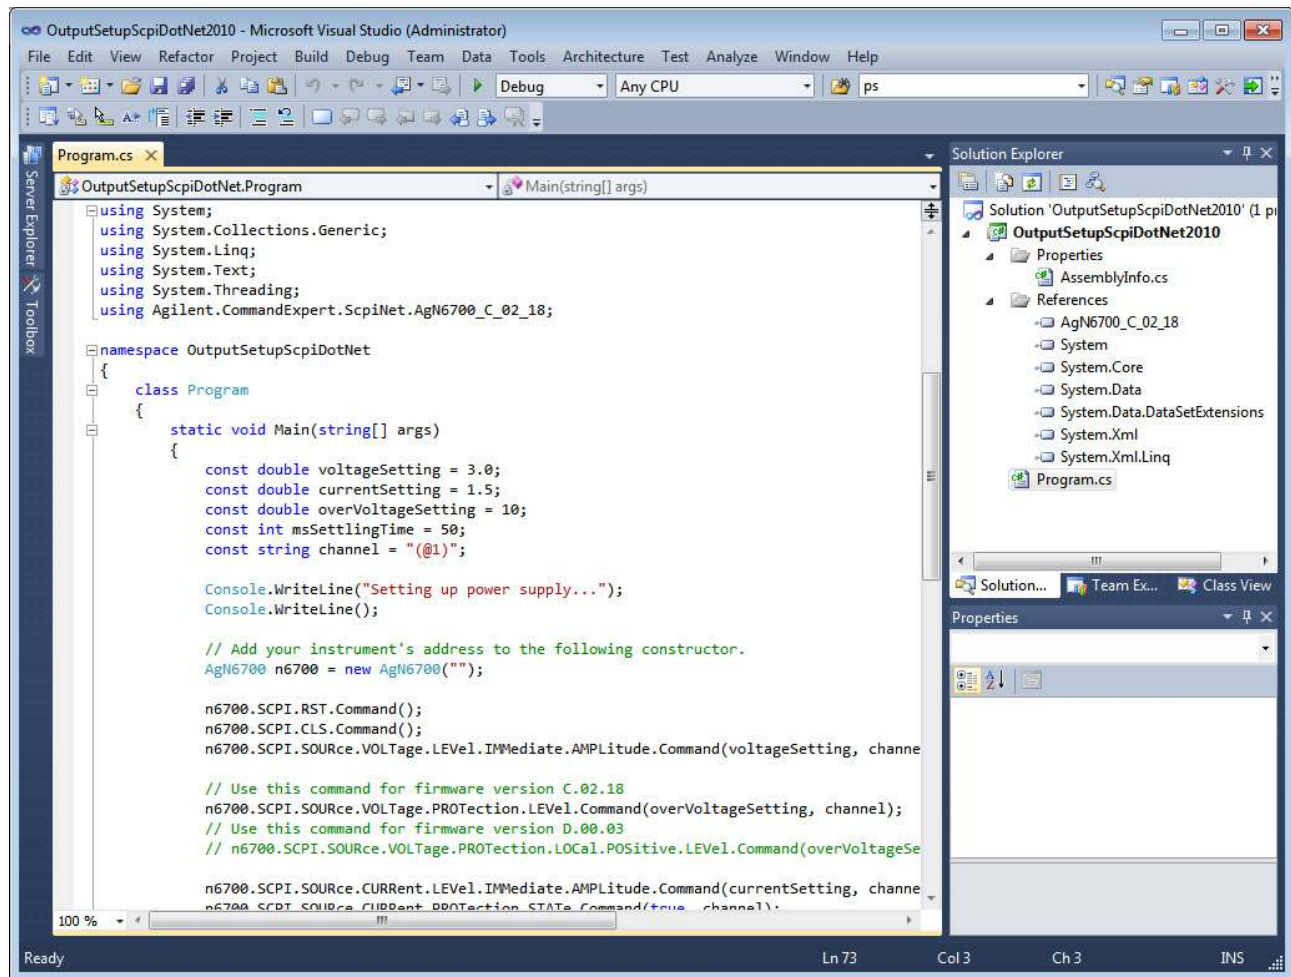 OutputSetupScpiDotNet2010 - Microsoft Visual Studio (Administrator)
File Edit View Refactor Project Build Debug Team Data Tools Architecture Test Analyze Window Help
Debug Any CPU ps
Server Explorer
Toolbox
Program.cs
OutputSetupScpiDotNet.Program Main(string[] args)
using System;
using System.Collections.Generic;
using System.Linq;
using System.Text;
using System.Threading;
using Agilent.CommandExpert.ScpiNet.AgN6700_C_02_18;
namespace OutputSetupScpiDotNet
{
class Program
{
static void Main(string[] args)
{
const double voltageSetting = 3.0;
const double currentSetting = 1.5;
const double overVoltageSetting = 10;
const int msSettlingTime = 50;
const string channel = "(@1)";
Console.WriteLine("Setting up power supply...");
Console.WriteLine();
// Add your instrument's address to the following constructor.
AgN6700 n6700 = new AgN6700("");
n6700.SCPI.RST.Command();
n6700.SCPI.CLS.Command();
n6700.SCPI.SOURce.VOLTage.LEVel.IMMediate.AMPLitude.Command(voltageSetting, channe
// Use this command for firmware version C.02.18
n6700.SCPI.SOURce.VOLTage.PROTection.LEVel.Command(overVoltageSetting, channel);
// Use this command for firmware version D.00.03
// n6700.SCPI.SOURce.VOLTage.PROTection.LOCal.POSitive.LEVel.Command(overVoltageSe
n6700.SCPI.SOURce.CURRent.LEVel.IMMediate.AMPLitude.Command(currentSetting, channe
n6700.SCPI.SOURce.CURRent.PROTection.STATe.Command(true, channel);
100 %
Solution Explorer
Solution 'OutputSetupScpiDotNet2010' (1 pr
OutputSetupScpiDotNet2010
Properties
AssemblyInfo.cs
References
AgN6700_C_02_18
System
System.Core
System.Data
System.Data.DataSetExtensions
System.Xml
System.Xml.Linq
Program.cs
Solution... Team Ex... Class View
Properties
Ready Ln 73 Col 3 Ch 3 INS